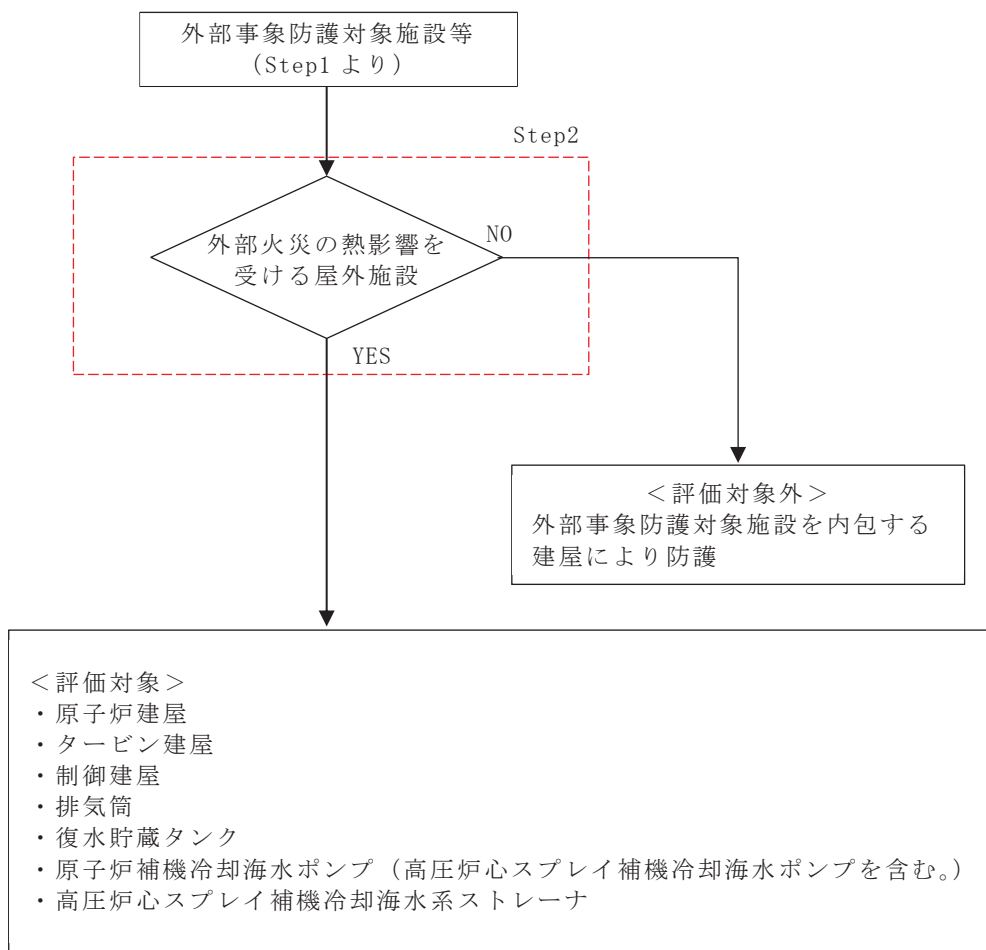 外部事象防護対象施設等
(Step1 より)
Step2
外部火災の熱影響を
受ける屋外施設
NO
YES
＜評価対象外＞
外部事象防護対象施設を内包する
建屋により防護
＜評価対象＞
・原子炉建屋
・タービン建屋
・制御建屋
・排気筒
・復水貯蔵タンク
・原子炉補機冷却海水ポンプ（高圧炉心スプレイ補機冷却海水ポンプを含む。）
・高圧炉心スプレイ補機冷却海水系ストレーナ